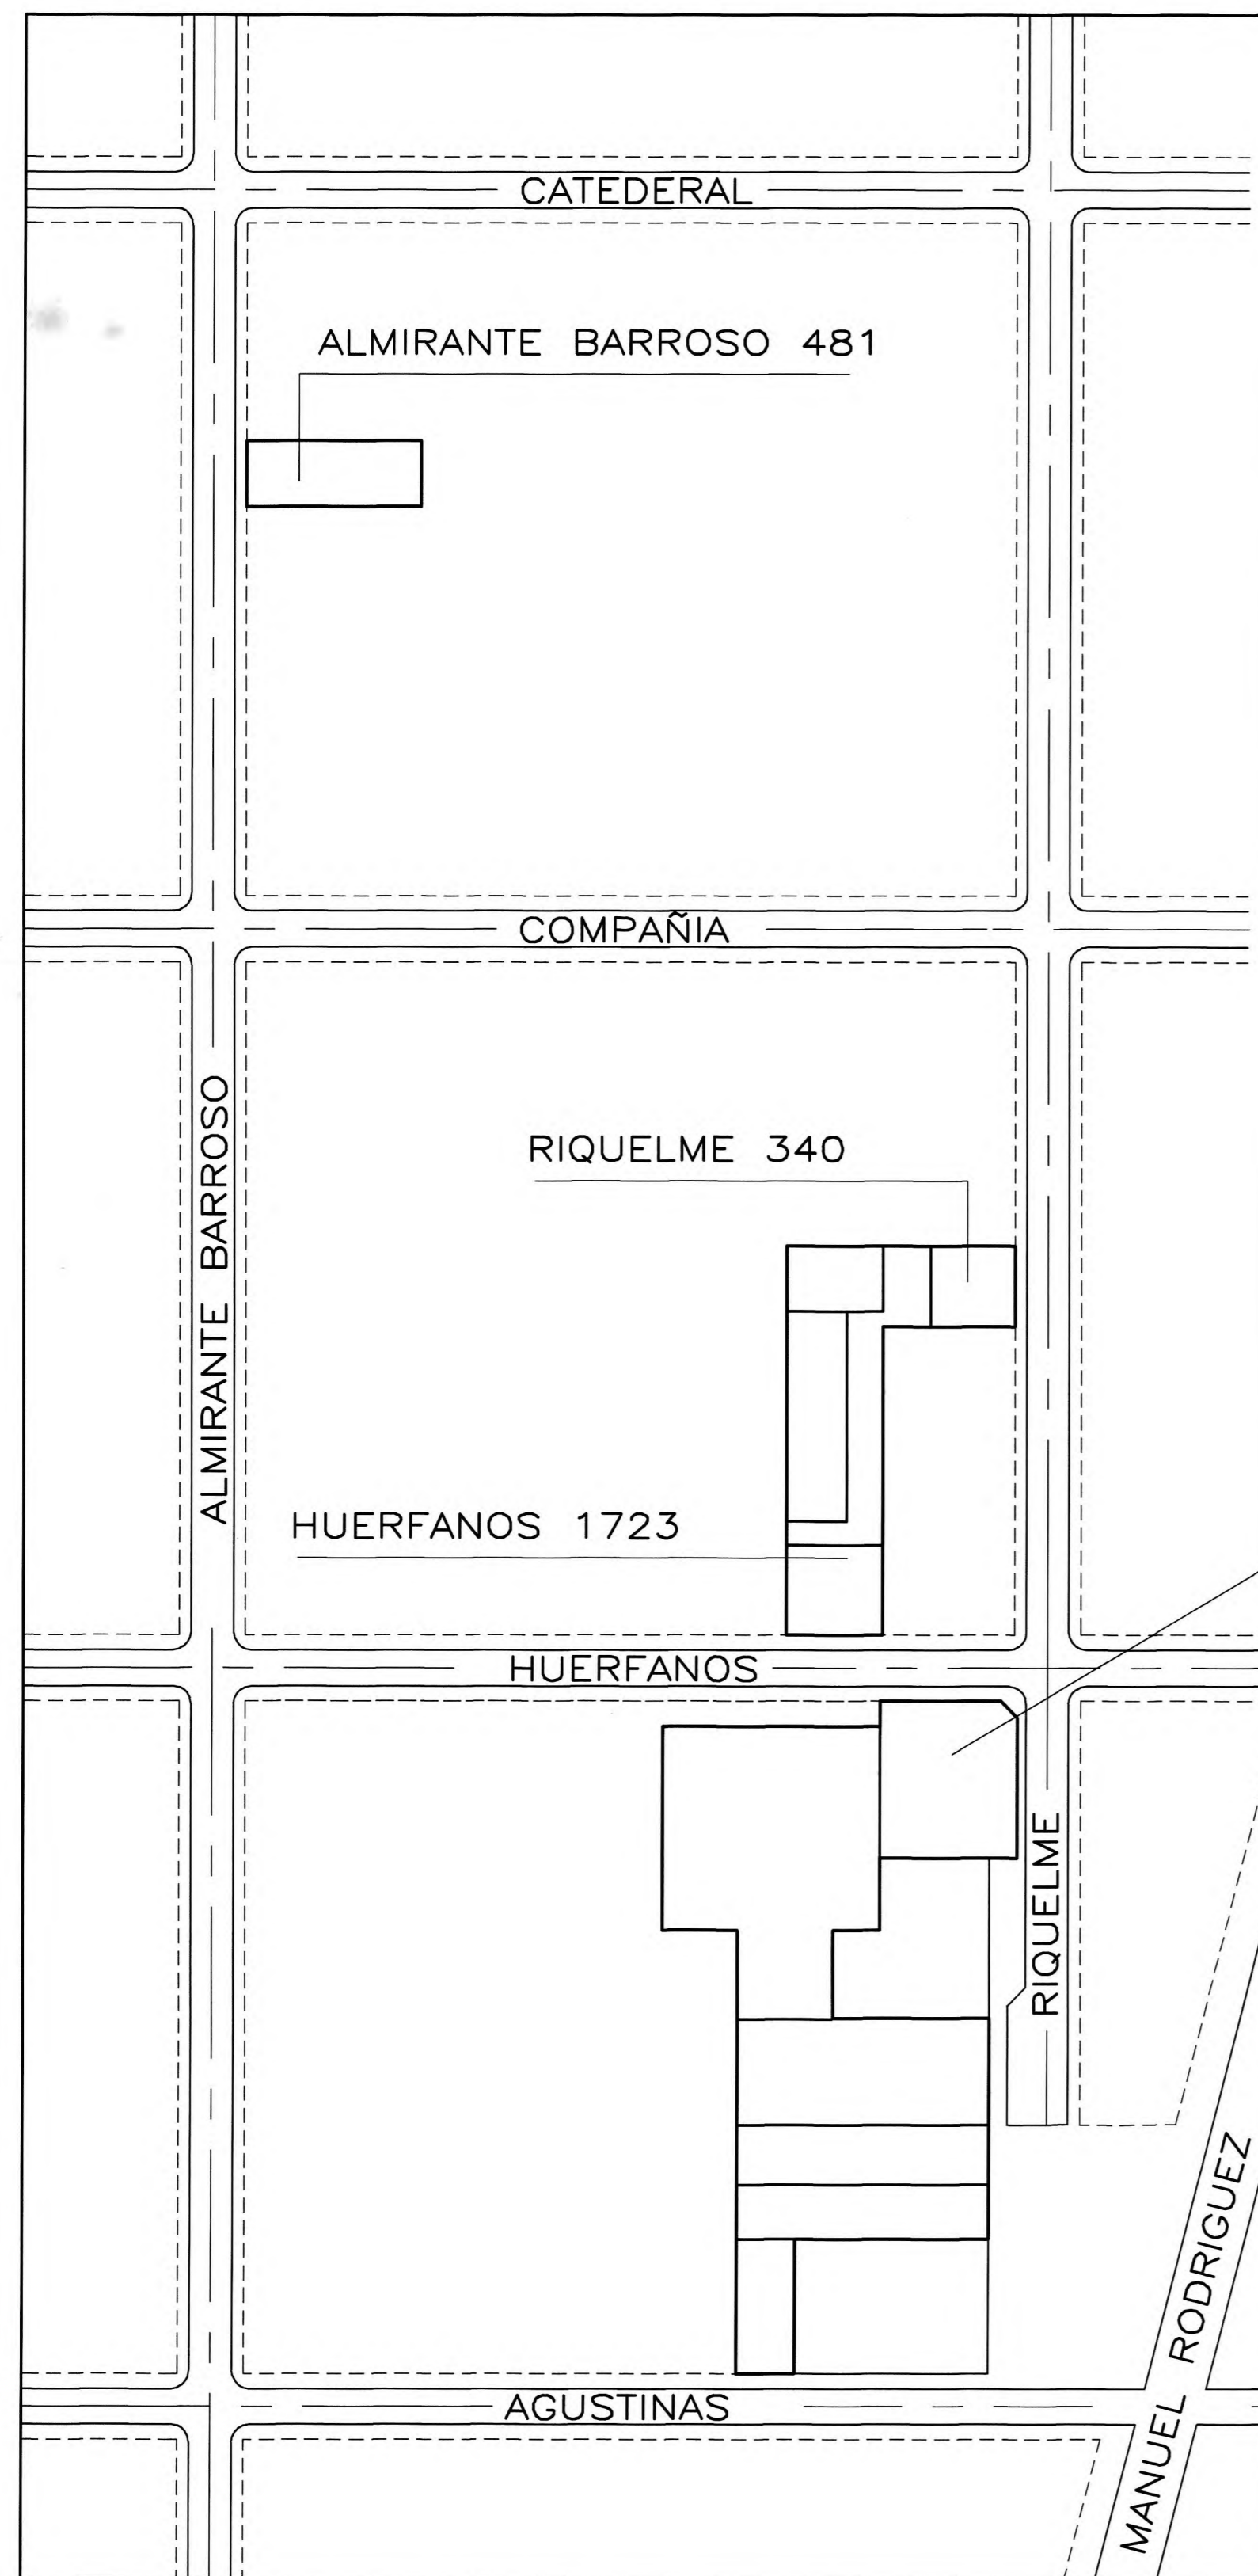 CATEDERAL
ALMIRANTE BARROSO 481
COMPAÑIA
ALMIRANTE BARROSO
RIQUELME 340
HUERFANOS 1723
HUERFANOS
RIQUELME
MANUEL RODRIGUEZ
AGUSTINAS